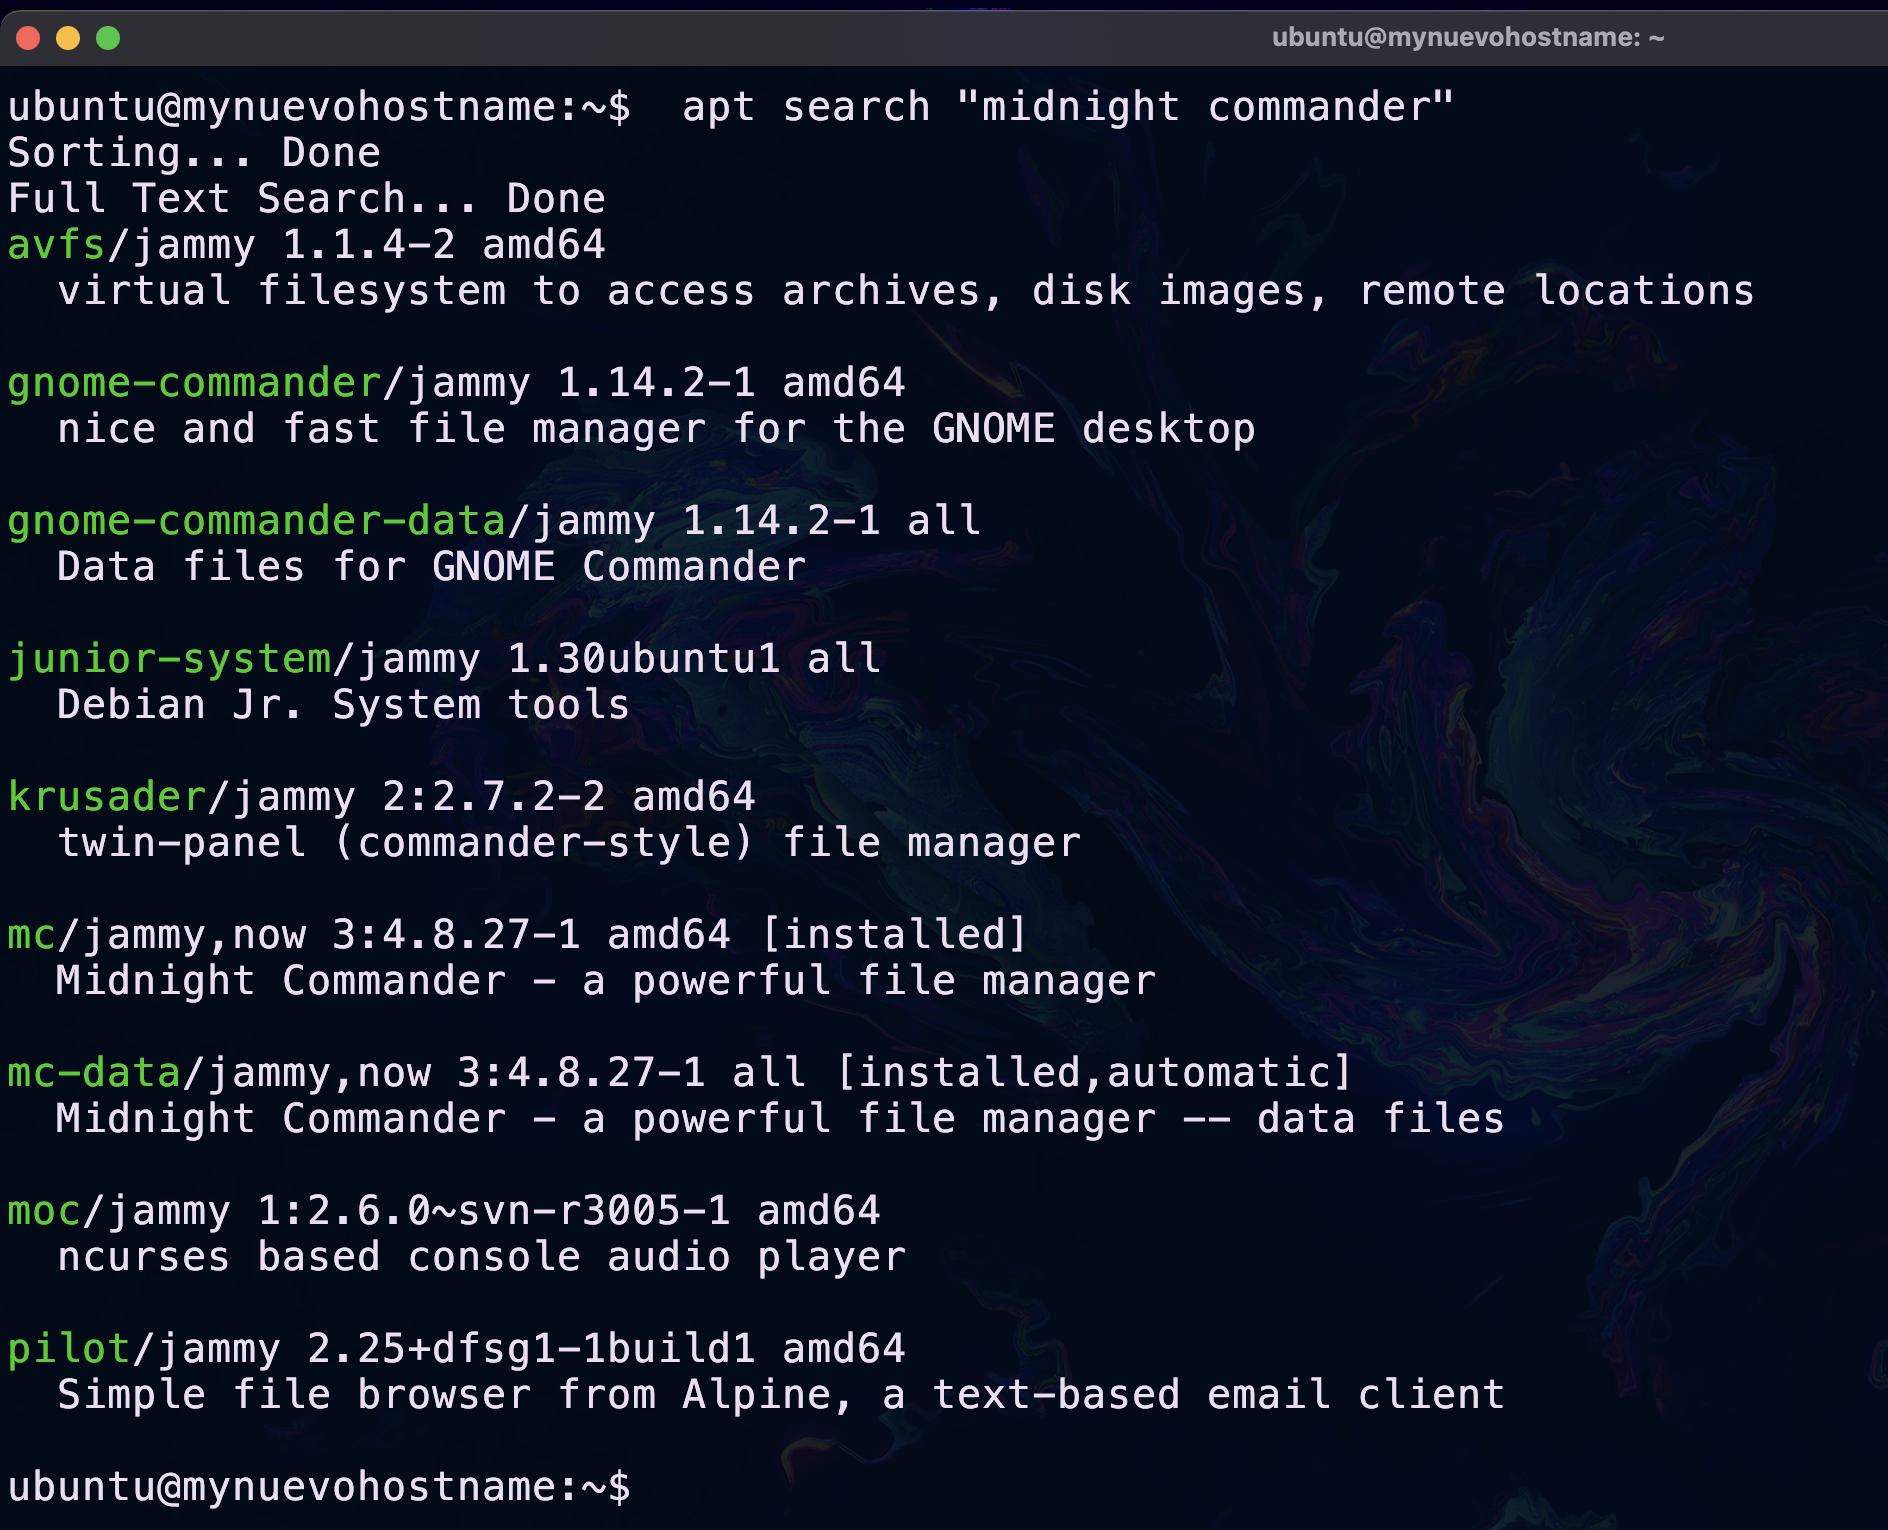 ubuntu@mynuevohostname: ~
ubuntu@mynuevohostname:~$  apt search "midnight commander"
Sorting... Done
Full Text Search... Done
avfs/jammy 1.1.4-2 amd64
  virtual filesystem to access archives, disk images, remote locations

gnome-commander/jammy 1.14.2-1 amd64
  nice and fast file manager for the GNOME desktop

gnome-commander-data/jammy 1.14.2-1 all
  Data files for GNOME Commander

junior-system/jammy 1.30ubuntu1 all
  Debian Jr. System tools

krusader/jammy 2:2.7.2-2 amd64
  twin-panel (commander-style) file manager

mc/jammy,now 3:4.8.27-1 amd64 [installed]
  Midnight Commander - a powerful file manager

mc-data/jammy,now 3:4.8.27-1 all [installed,automatic]
  Midnight Commander - a powerful file manager -- data files

moc/jammy 1:2.6.0~svn-r3005-1 amd64
  ncurses based console audio player

pilot/jammy 2.25+dfsg1-1build1 amd64
  Simple file browser from Alpine, a text-based email client

ubuntu@mynuevohostname:~$